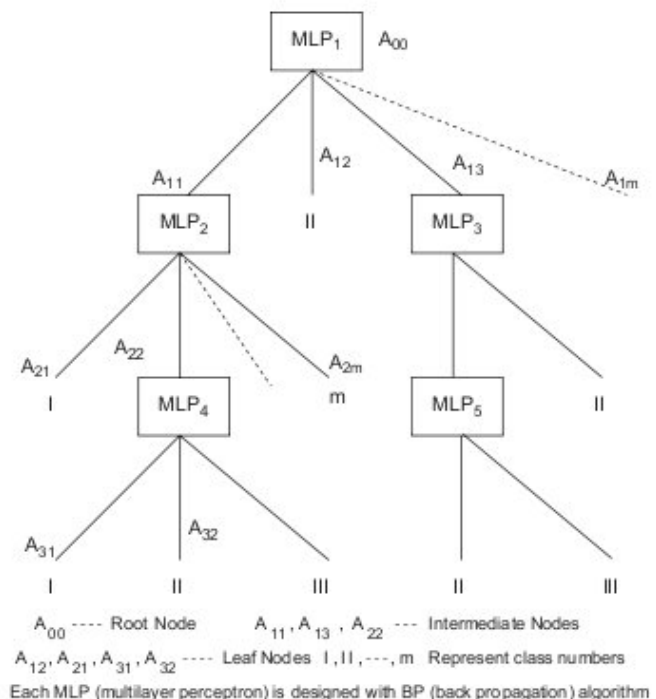 MLP₁ A₀₀
A₁₁ A₁₂ A₁₃ A₁ₘ
MLP₂ II MLP₃
A₂₁ A₂₂ A₂ₘ
I MLP₄ m MLP₅ II
A₃₁ A₃₂
I II III II III
A₀₀ ---- Root Node A₁₁, A₁₃ , A₂₂ --- Intermediate Nodes
A₁₂, A₂₁, A₃₁, A₃₂ ---- Leaf Nodes I , II , ---, m Represent class numbers
Each MLP (multilayer perceptron) is designed with BP (back propagation) algorithm